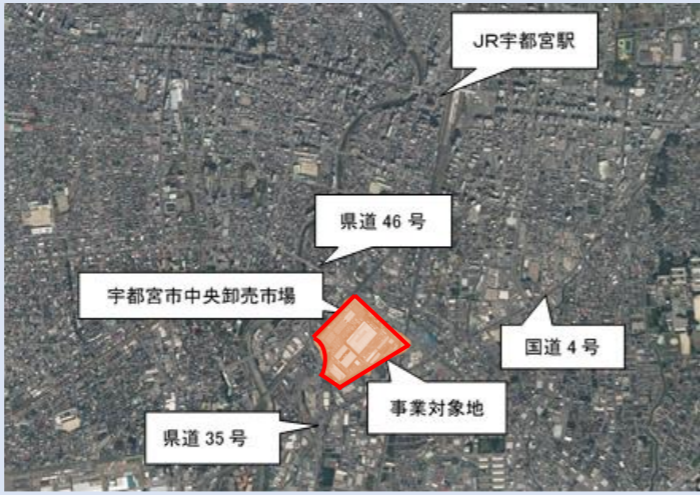 JR宇都宮駅
県道 46 号
宇都宮市中央卸売市場
国道 4 号
事業対象地
県道 35 号